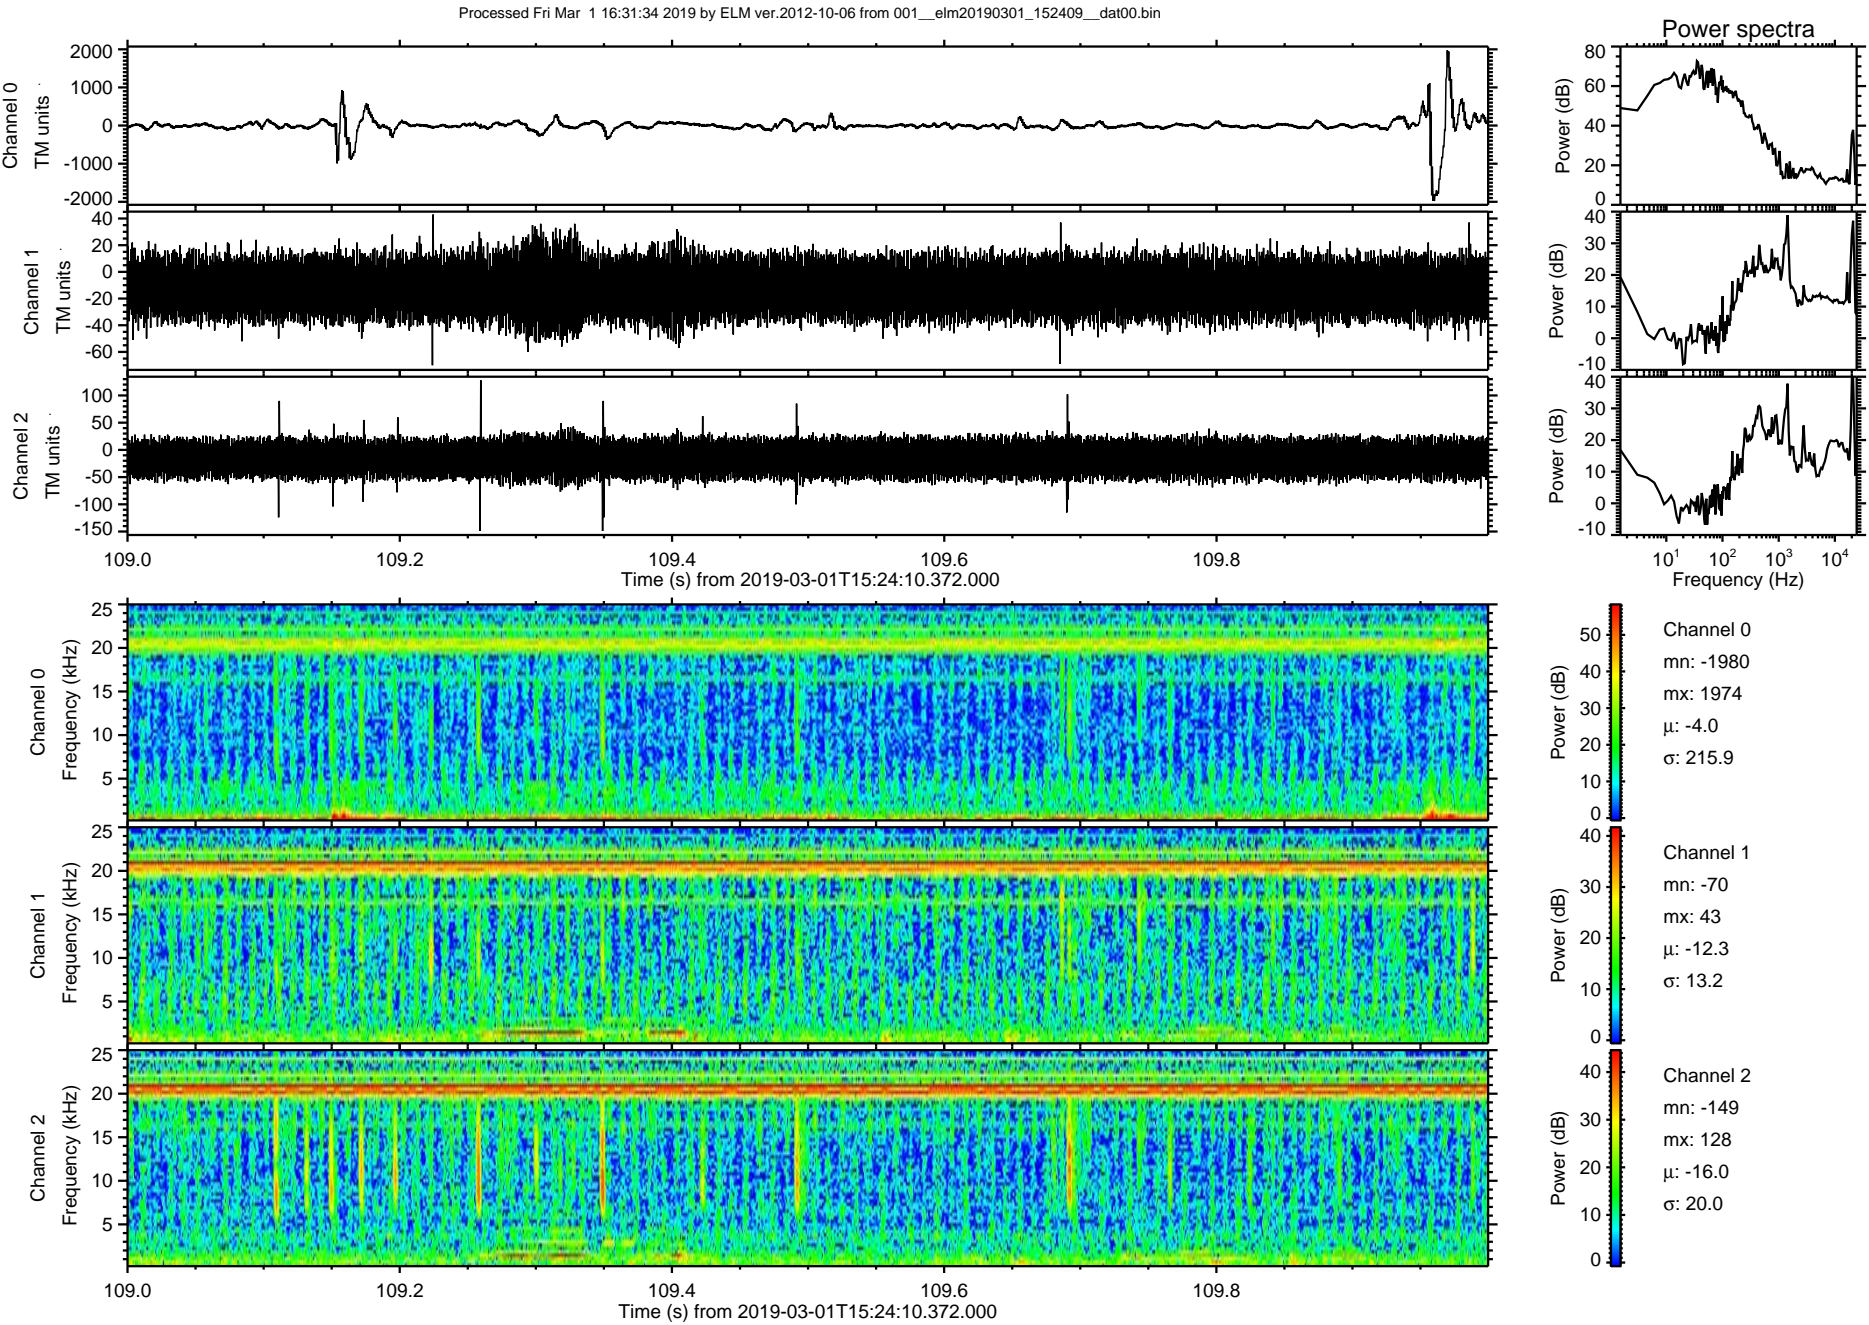 Processed Fri Mar 1 16:31:34 2019 by ELM ver.2012-10-06 from 001__elm20190301_152409__dat00.bin
Power spectra
Channel 0
TM units
2000
1000
0
-1000
-2000
Power (dB)
80
60
40
20
0
Channel 1
TM units
40
20
0
-20
-40
-60
Power (dB)
40
30
20
10
0
-10
Channel 2
TM units
100
50
0
-50
-100
-150
Power (dB)
40
30
20
10
0
-10
109.0 109.2 109.4 109.6 109.8
Time (s) from 2019-03-01T15:24:10.372.000
10^1 10^2 10^3 10^4
Frequency (Hz)
Channel 0
Frequency (kHz)
25
20
15
10
5
Power (dB)
50
40
30
20
10
0
Channel 0
mn: -1980
mx: 1974
μ: -4.0
σ: 215.9
Channel 1
Frequency (kHz)
25
20
15
10
5
Power (dB)
40
30
20
10
0
Channel 1
mn: -70
mx: 43
μ: -12.3
σ: 13.2
Channel 2
Frequency (kHz)
25
20
15
10
5
Power (dB)
40
30
20
10
0
Channel 2
mn: -149
mx: 128
μ: -16.0
σ: 20.0
109.0 109.2 109.4 109.6 109.8
Time (s) from 2019-03-01T15:24:10.372.000